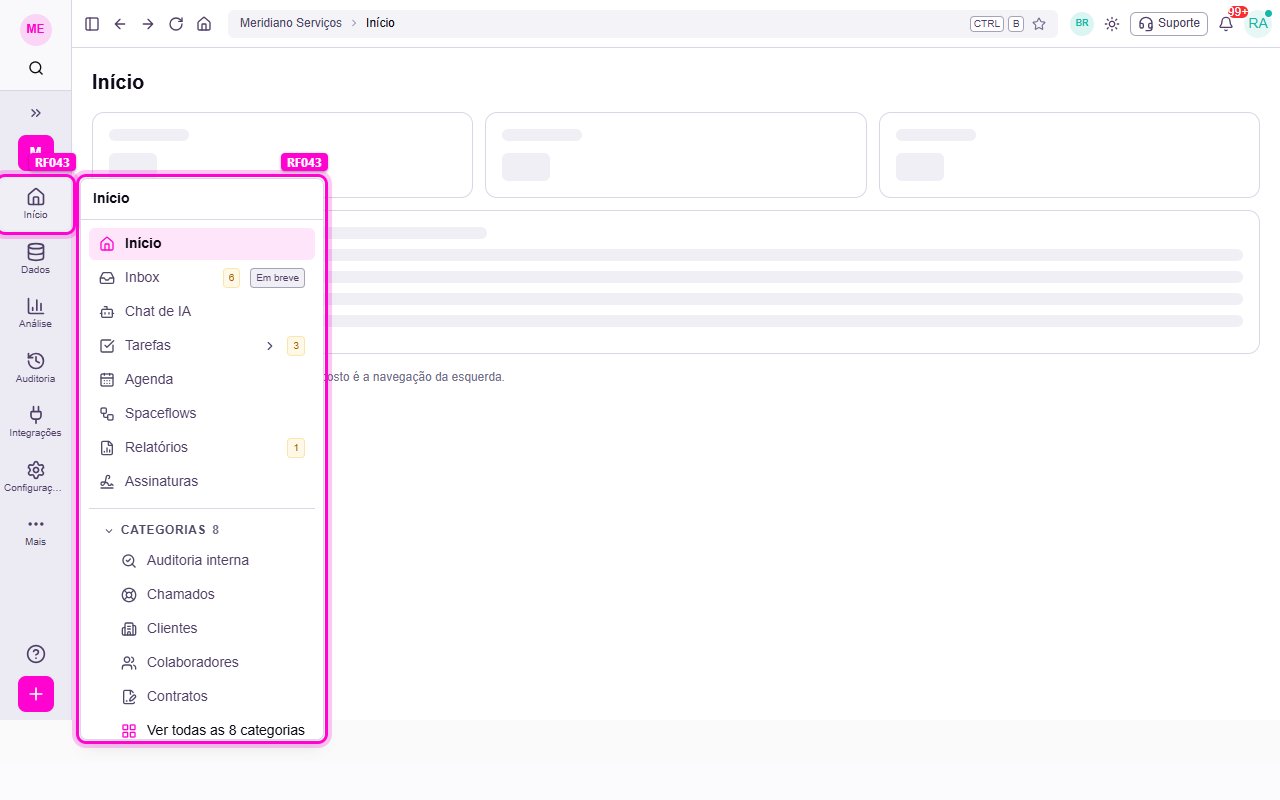 ME
Meridiano Serviços
Início
CTRL
B
BR
Suporte
99+
RA
Início
RF043
RF043
Início
Dados
Análise
Auditoria
Integrações
Configuraç...
Mais
Início
Início
Inbox
6
Em breve
Chat de IA
Tarefas
3
Agenda
Spaceflows
Relatórios
1
Assinaturas
CATEGORIAS 8
Auditoria interna
Chamados
Clientes
Colaboradores
Contratos
Ver todas as 8 categorias
é a navegação da esquerda.